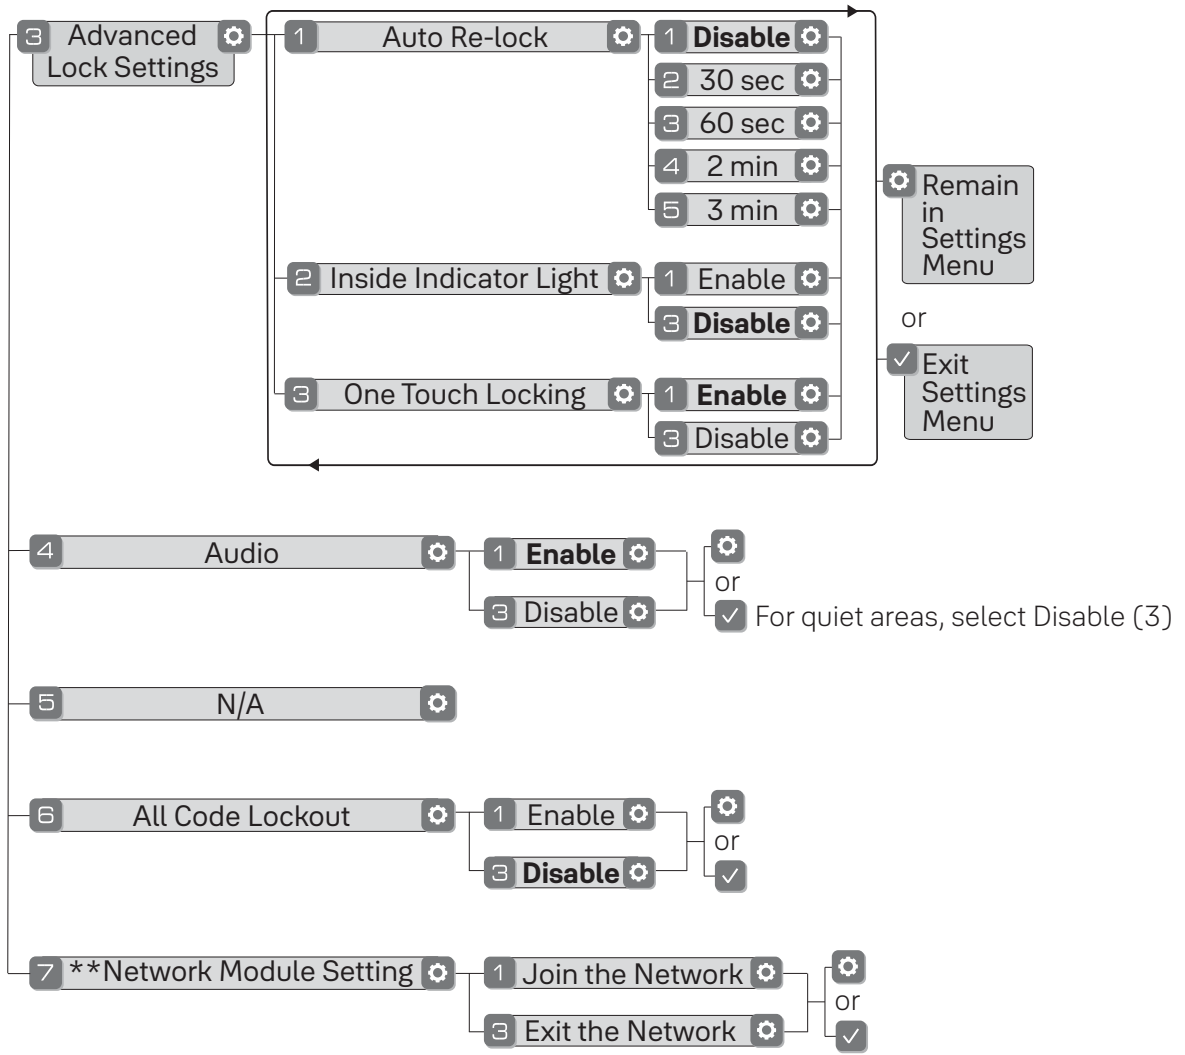 3 Advanced
Lock Settings
1 Auto Re-lock
1 Disable
2 30 sec
3 60 sec
4 2 min
5 3 min
2 Inside Indicator Light
1 Enable
3 Disable
3 One Touch Locking
1 Enable
3 Disable
Remain
in
Settings
Menu
or
Exit
Settings
Menu
4 Audio
1 Enable
3 Disable
or
For quiet areas, select Disable (3)
5 N/A
6 All Code Lockout
1 Enable
3 Disable
or
7 **Network Module Setting
1 Join the Network
3 Exit the Network
or